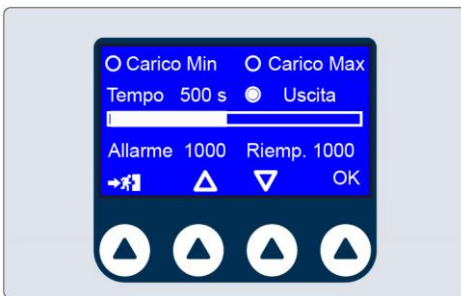 Carico Min Carico Max
Tempo 500 s Uscita
Allarme 1000 Riemp. 1000
OK